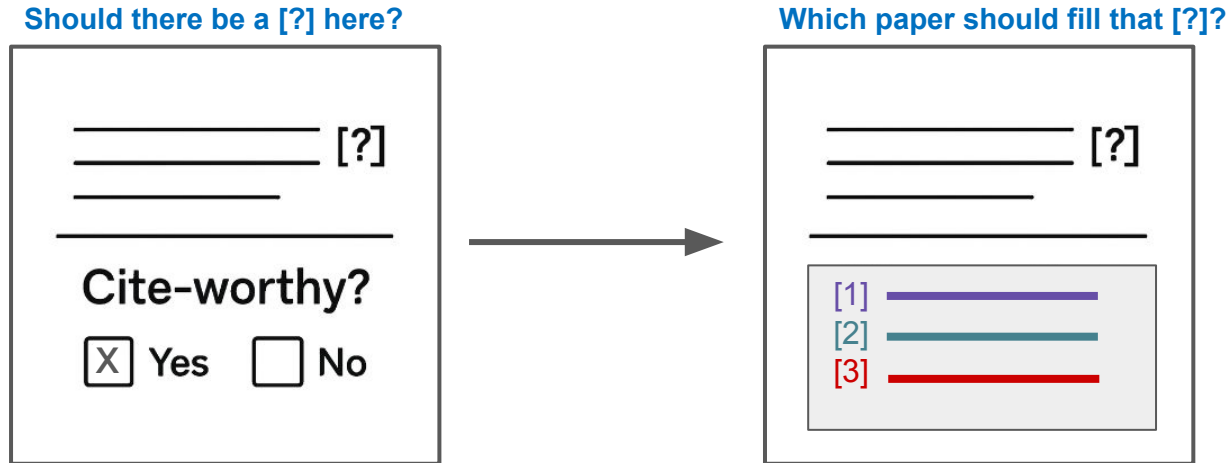 Should there be a [?] here?
[?]
Cite-worthy?
X Yes No
Which paper should fill that [?]?
[?]
[1]
[2]
[3]